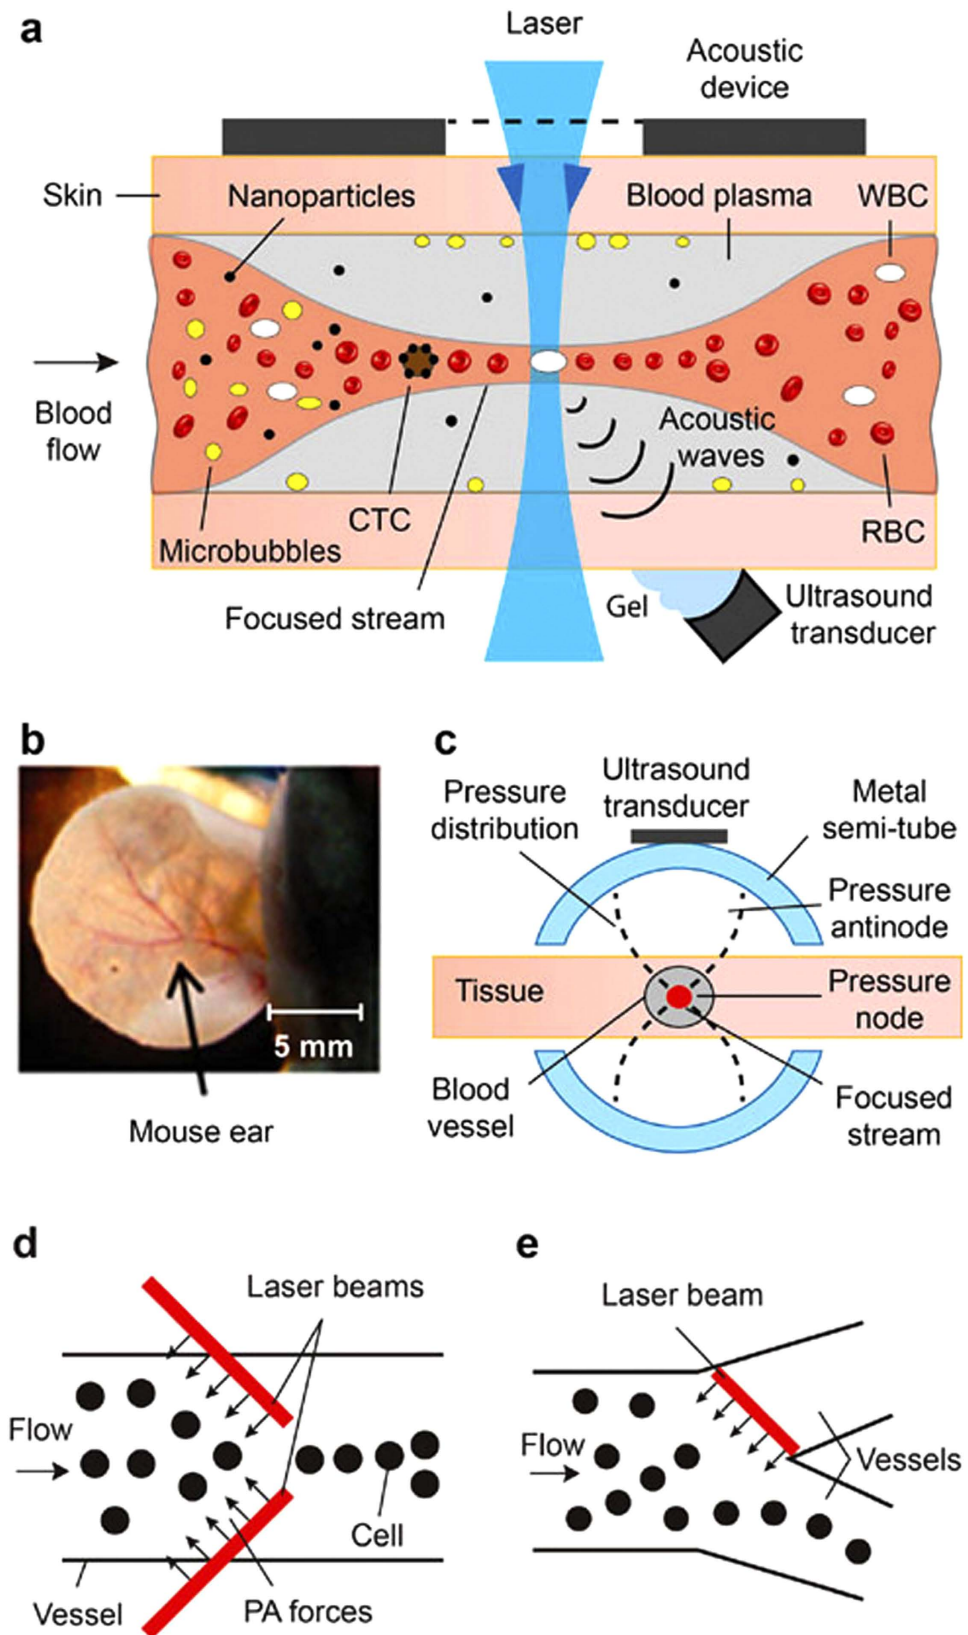 a
Laser
Acoustic
device
Skin
Nanoparticles
Blood plasma
WBC
Blood
flow
Acoustic
waves
CTC
RBC
Microbubbles
Focused stream
Gel
Ultrasound
transducer
b
5 mm
Mouse ear
c
Pressure
distribution
Ultrasound
transducer
Metal
semi-tube
Pressure
antinode
Tissue
Pressure
node
Blood
vessel
Focused
stream
d
Laser beams
Flow
Cell
Vessel
PA forces
e
Laser beam
Flow
Vessels